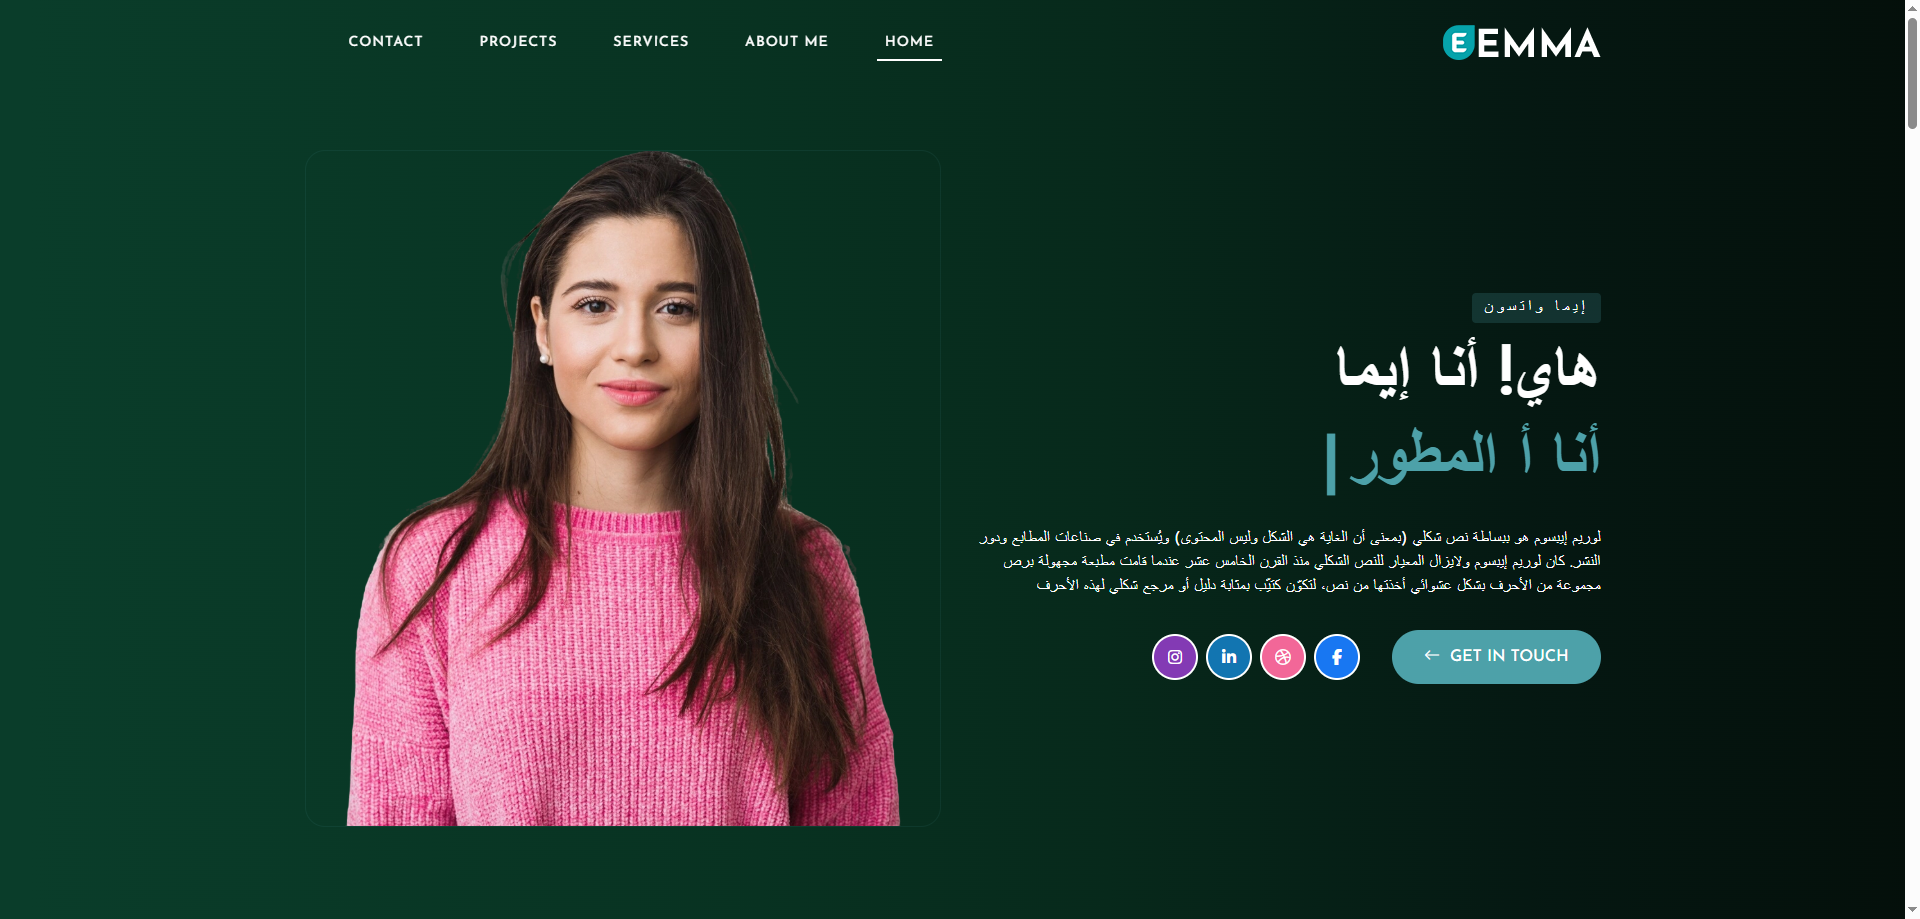 EMMA
HOME
ABOUT ME
SERVICES
PROJECTS
CONTACT
إيما واتسون
هاي! أنا إيما
أنا أ المطور|
لوريم إيبسوم هو ببساطة نص شكلي (بمعنى أن الغاية هي الشكل وليس المحتوى) ويُستخدم في صناعات المطابع ودور
النشر. كان لوريم إيبسوم ولايزال المعيار للنص الشكلي منذ القرن الخامس عشر عندما قامت مطبعة مجهولة برص
مجموعة من الأحرف بشكل عشوائي أخذتها من نص، لتكوّن كتيّب بمثابة دليل أو مرجع شكلي لهذه الأحرف
GET IN TOUCH